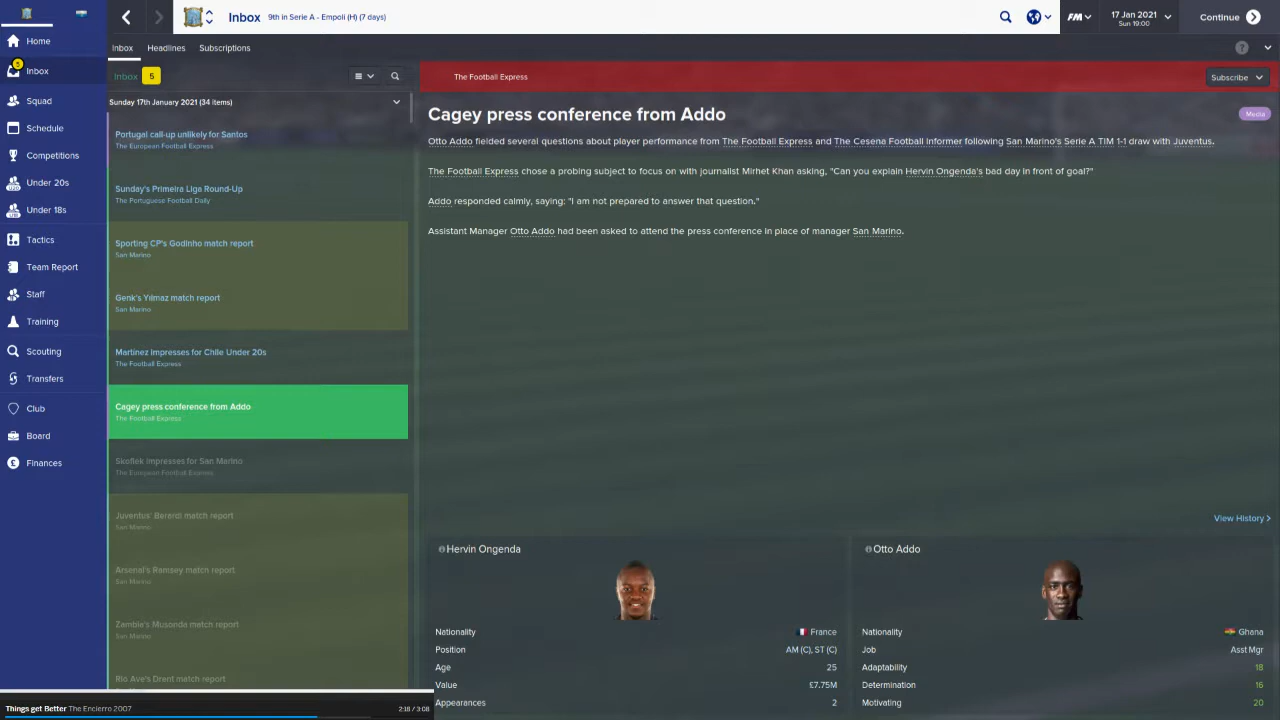 Inbox
9th in Serie A - Empoli (H) (7 days)
FM
17 Jan 2021
Sun 19:00
Continue
Home
5
Inbox
Squad
Schedule
Competitions
U20s
Under 20s
U18s
Under 18s
Tactics
Team Report
Staff
Training
Scouting
Transfers
Club
Board
Finances
Inbox
Headlines
Subscriptions
?
Inbox 5
Sunday 17th January 2021 (34 items)
Portugal call-up unlikely for Santos
The European Football Express
Sunday's Primeira Liga Round-Up
The Portuguese Football Daily
Sporting CP's Godinho match report
San Marino
Genk's Yilmaz match report
San Marino
Martínez impresses for Chile Under 20s
The Football Express
Cagey press conference from Addo
The Football Express
Skoflek impresses for San Marino
The European Football Express
Juventus' Berardi match report
San Marino
Arsenal's Ramsey match report
San Marino
Zambia's Musonda match report
San Marino
Rio Ave's Drent match report
The Football Express
Subscribe
Cagey press conference from Addo
Media
Otto Addo fielded several questions about player performance from The Football Express and The Cesena Football Informer following San Marino's Serie A TIM 1-1 draw with Juventus.
The Football Express chose a probing subject to focus on with journalist Mirhet Khan asking, "Can you explain Hervin Ongenda's bad day in front of goal?"
Addo responded calmly, saying: "I am not prepared to answer that question."
Assistant Manager Otto Addo had been asked to attend the press conference in place of manager San Marino.
View History
Hervin Ongenda
Nationality France
Position AM (C), ST (C)
Age 25
Value £7.75M
Appearances 2
Otto Addo
Nationality Ghana
Job Asst Mgr
Adaptability 18
Determination 16
Motivating 20
Things get Better The Encierro 2007
2:18 / 3:08